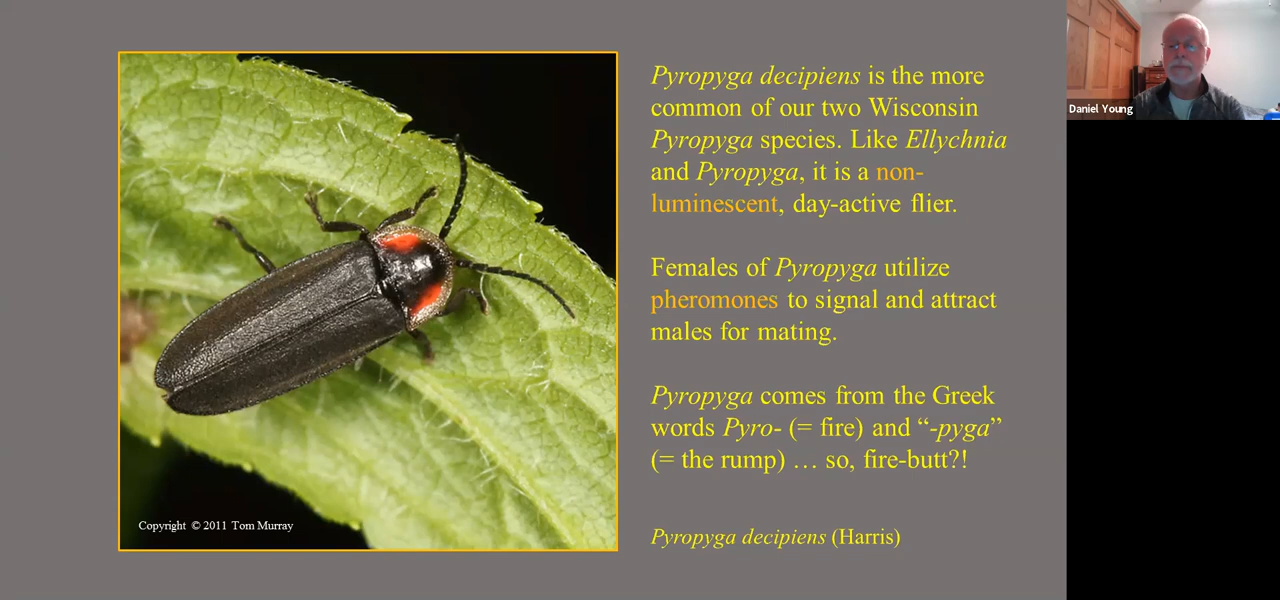 Pyropyga decipiens is the more
common of our two Wisconsin
Pyropyga species. Like Ellychnia
and Pyropyga, it is a non-
luminescent, day-active flier.
Females of Pyropyga utilize
pheromones to signal and attract
males for mating.
Pyropyga comes from the Greek
words Pyro- (= fire) and “-pyga”
(= the rump) … so, fire-butt?!
Pyropyga decipiens (Harris)
Copyright © 2011 Tom Murray
Daniel Young